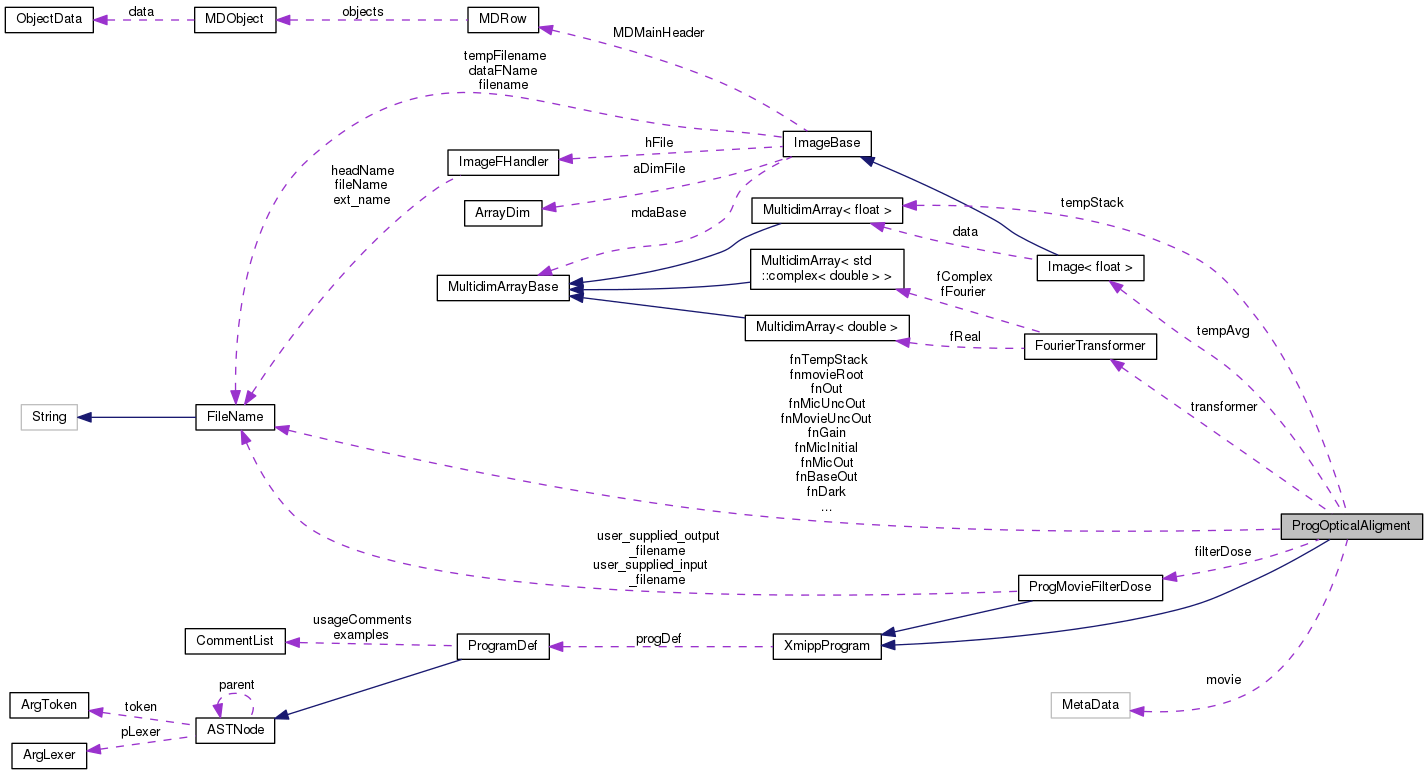 ObjectData
data
MDObject
objects
MDRow
MDMainHeader
tempFilename
dataFName
filename
ImageBase
hFile
ImageFHandler
aDimFile
headName
fileName
ext_name
ArrayDim
mdaBase
MultidimArray< float >
tempStack
data
MultidimArray< std
::complex< double > >
Image< float >
fComplex
fFourier
MultidimArrayBase
MultidimArray< double >
fReal
FourierTransformer
tempAvg
fnTempStack
fnmovieRoot
fnOut
fnMicUncOut
fnMovieUncOut
fnGain
fnMicInitial
fnMicOut
fnBaseOut
fnDark
...
transformer
String
FileName
ProgOpticalAligment
user_supplied_output
_filename
user_supplied_input
_filename
filterDose
ProgMovieFilterDose
usageComments
examples
CommentList
ProgramDef
progDef
XmippProgram
movie
MetaData
parent
ArgToken
token
ASTNode
pLexer
ArgLexer